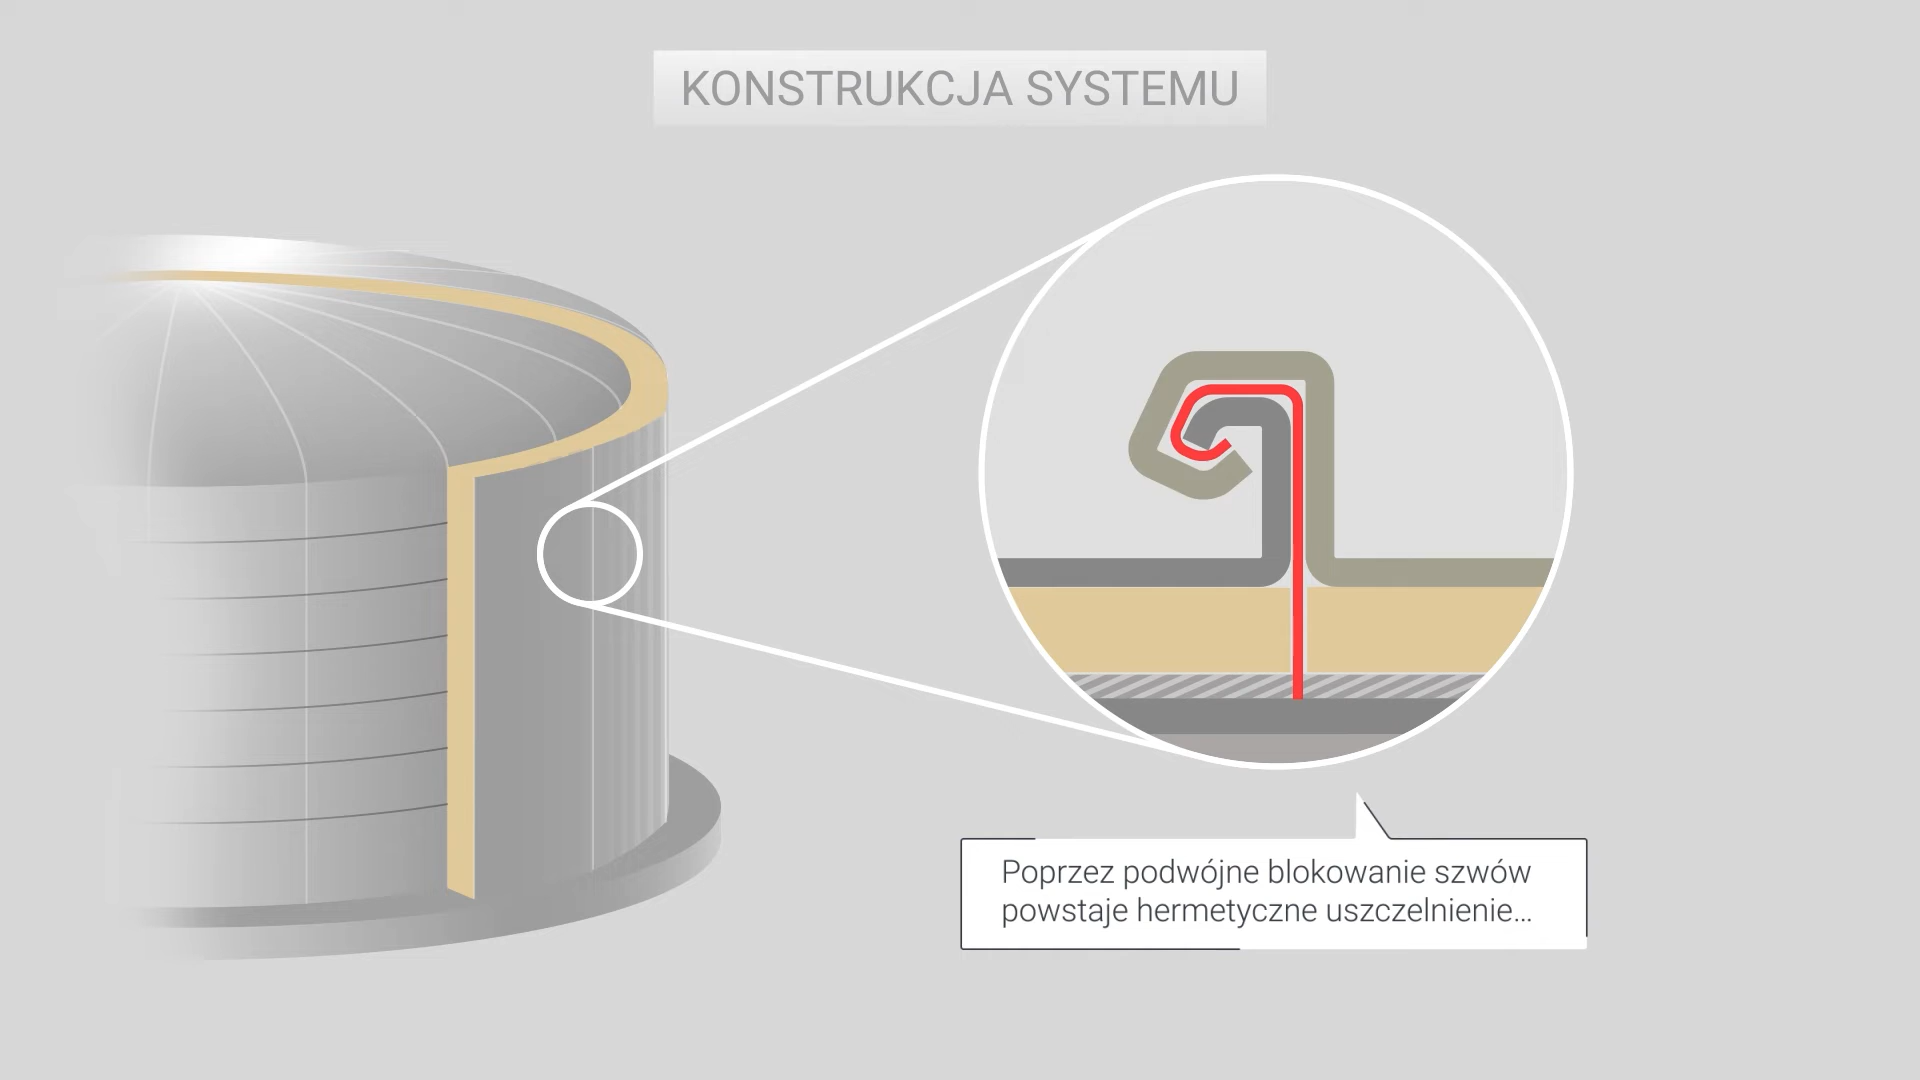 KONSTRUKCJA SYSTEMU
Poprzez podwójne blokowanie szwów
powstaje hermetyczne uszczelnienie...